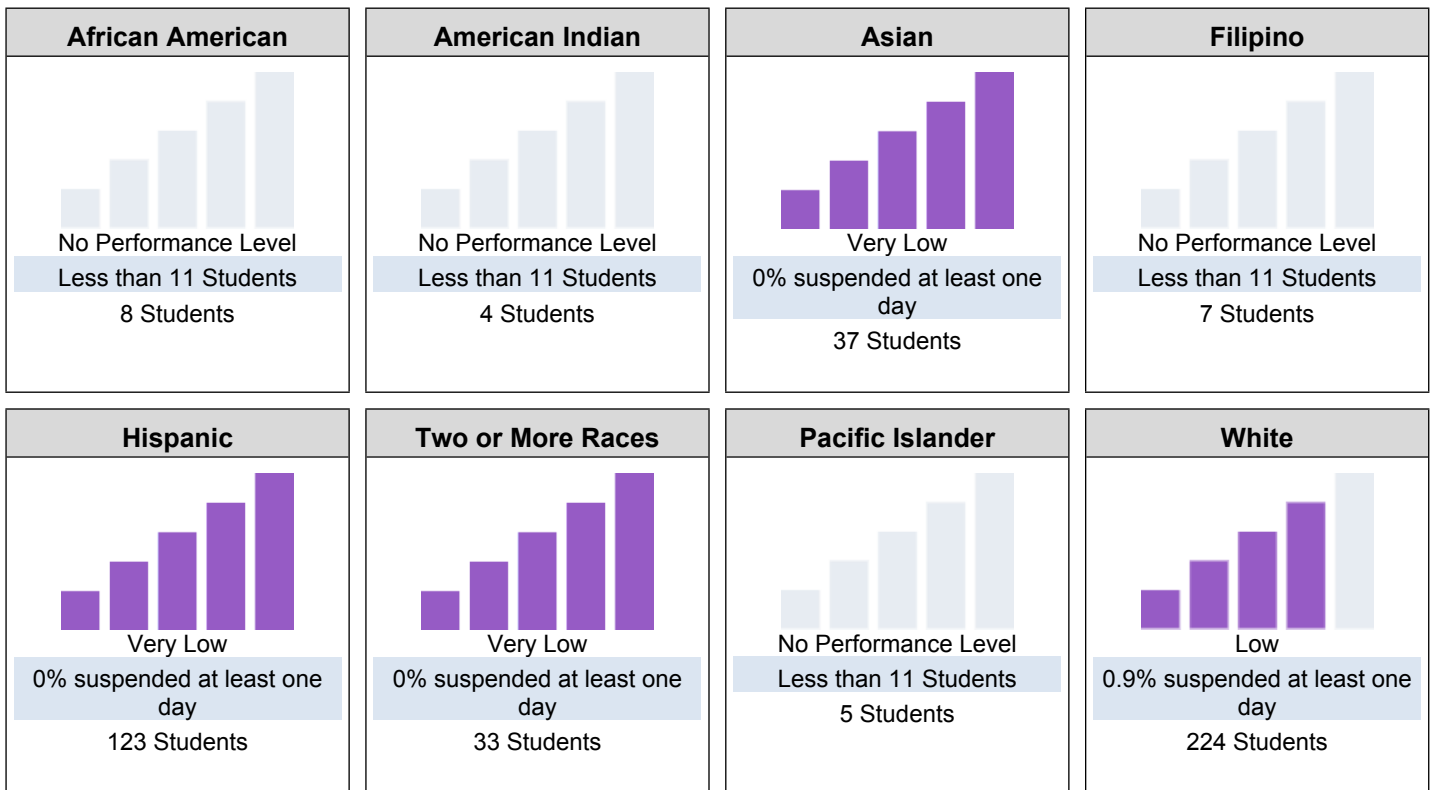 African American
No Performance Level
Less than 11 Students
8 Students
American Indian
No Performance Level
Less than 11 Students
4 Students
Asian
Very Low
0% suspended at least one
day
37 Students
Filipino
No Performance Level
Less than 11 Students
7 Students
Hispanic
Very Low
0% suspended at least one
day
123 Students
Two or More Races
Very Low
0% suspended at least one
day
33 Students
Pacific Islander
No Performance Level
Less than 11 Students
5 Students
White
Low
0.9% suspended at least one
day
224 Students